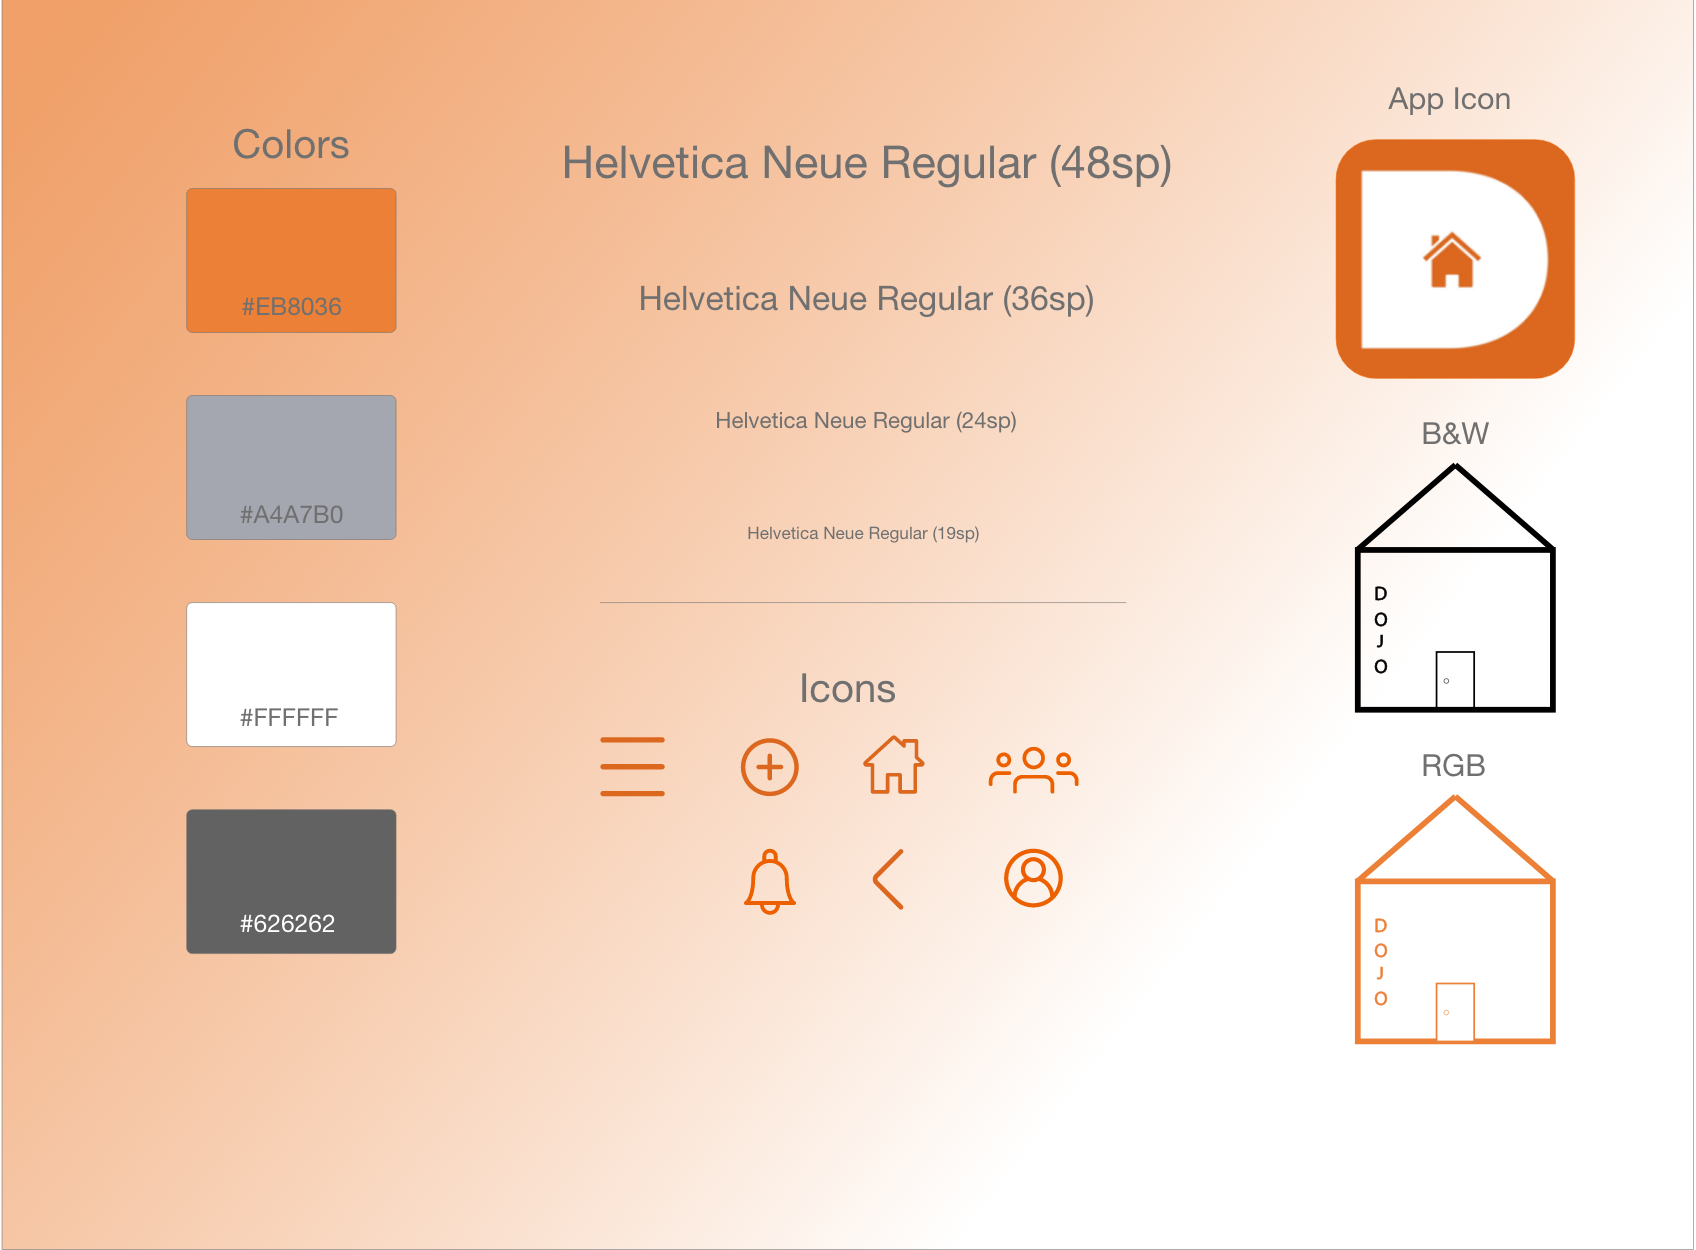 Colors
#EB8036
#A4A7B0
#FFFFFF
#626262
Helvetica Neue Regular (48sp)
Helvetica Neue Regular (36sp)
Helvetica Neue Regular (24sp)
Helvetica Neue Regular (19sp)
Icons
App Icon
B&W
D
O
J
O
RGB
D
O
J
O